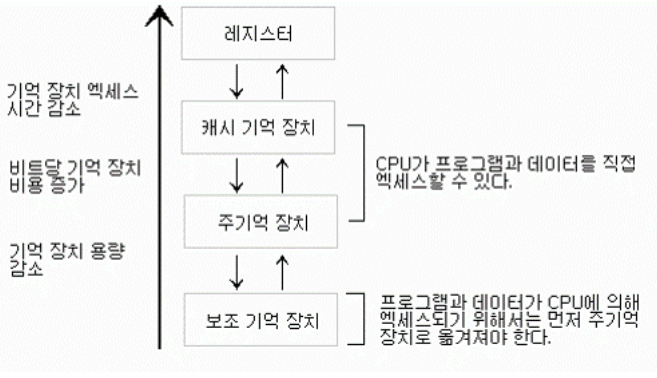 레지스터
기억 장치 엑세스
시간 감소
캐시 기억 장치
비트당 기억 장치
비용 증가
CPU가 프로그램과 데이터를 직접
엑세스할 수 있다.
주기억 장치
기억 장치 용량
감소
보조 기억 장치
프로그램과 데이터가 CPU에 의해
엑세스되기 위해서는 먼저 주기억
장치로 옮겨져야 한다.